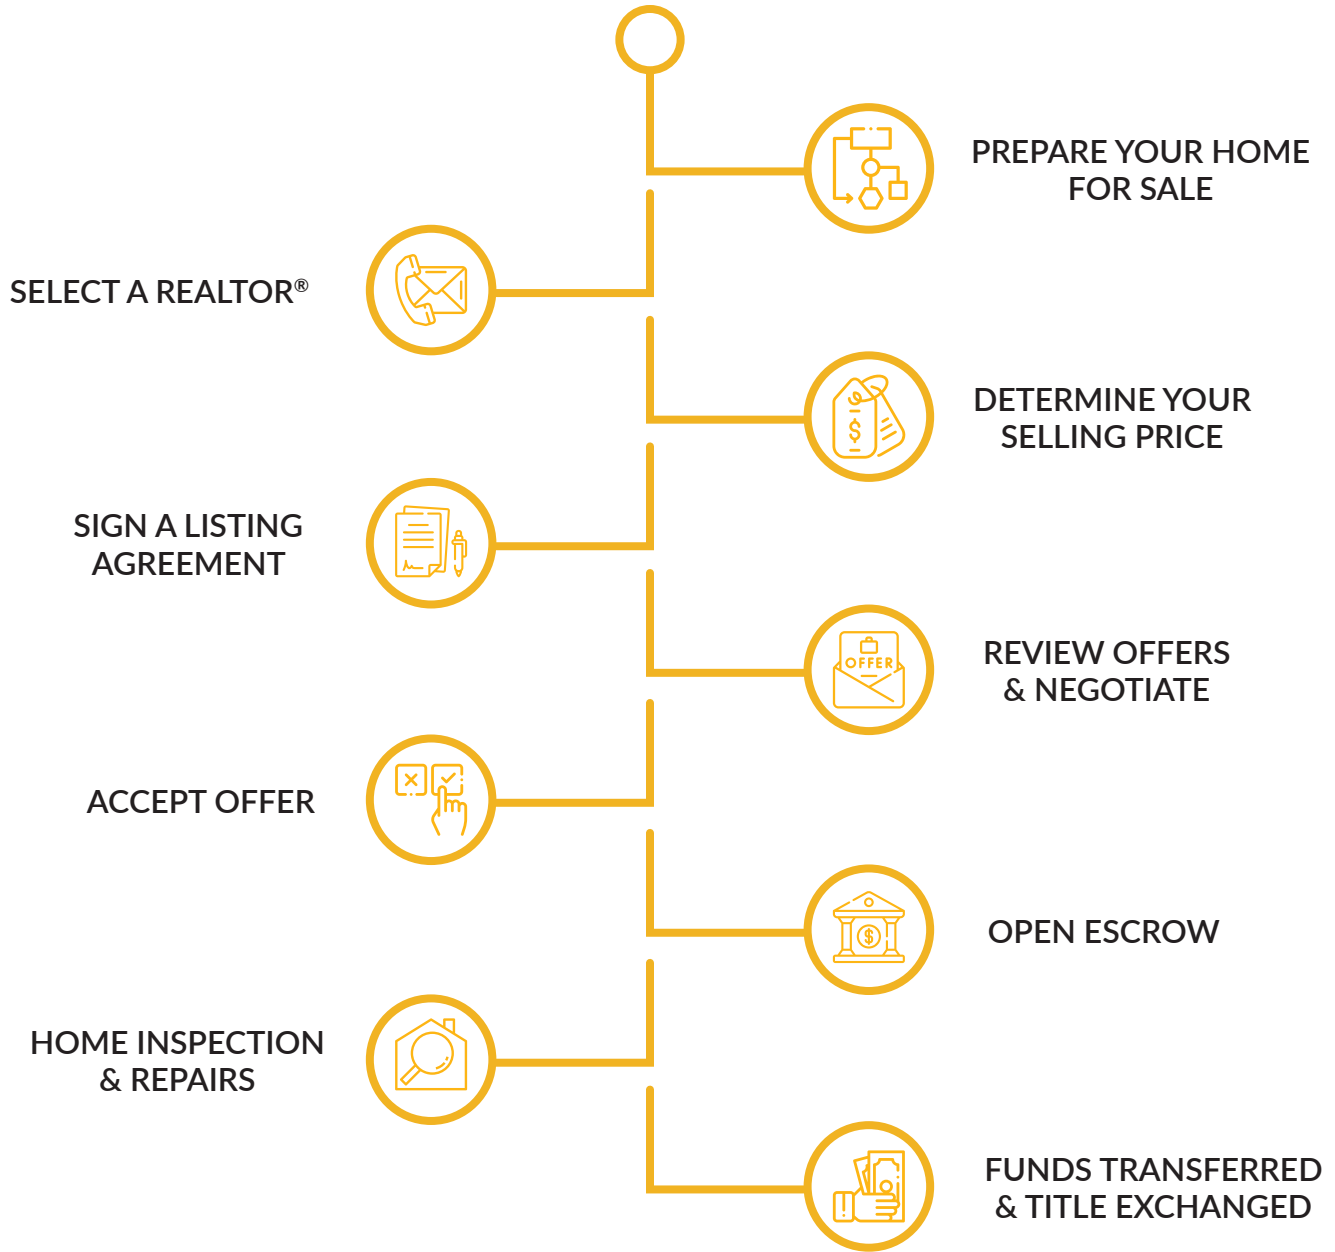 PREPARE YOUR HOME
FOR SALE
SELECT A REALTOR®
DETERMINE YOUR
SELLING PRICE
$
SIGN A LISTING
AGREEMENT
REVIEW OFFERS
& NEGOTIATE
OFFER
ACCEPT OFFER
OPEN ESCROW
$
HOME INSPECTION
& REPAIRS
FUNDS TRANSFERRED
& TITLE EXCHANGED